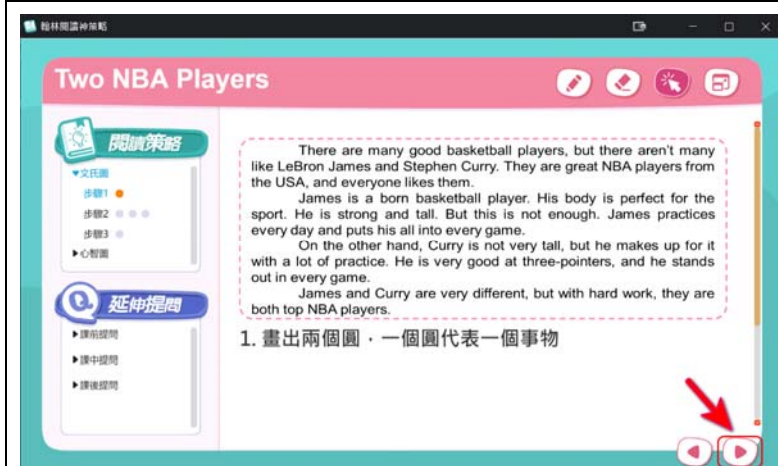 翰林閱讀神策略
Two NBA Players
閱讀策略
▼文氏圖
步驟1
步驟2
步驟3
▶心智圖
延伸提問
▶課前提問
▶課中提問
▶課後提問
There are many good basketball players, but there aren't many
like LeBron James and Stephen Curry. They are great NBA players from
the USA, and everyone likes them.
James is a born basketball player. His body is perfect for the
sport. He is strong and tall. But this is not enough. James practices
every day and puts his all into every game.
On the other hand, Curry is not very tall, but he makes up for it
with a lot of practice. He is very good at three-pointers, and he stands
out in every game.
James and Curry are very different, but with hard work, they are
both top NBA players.
1. 畫出兩個圓，一個圓代表一個事物